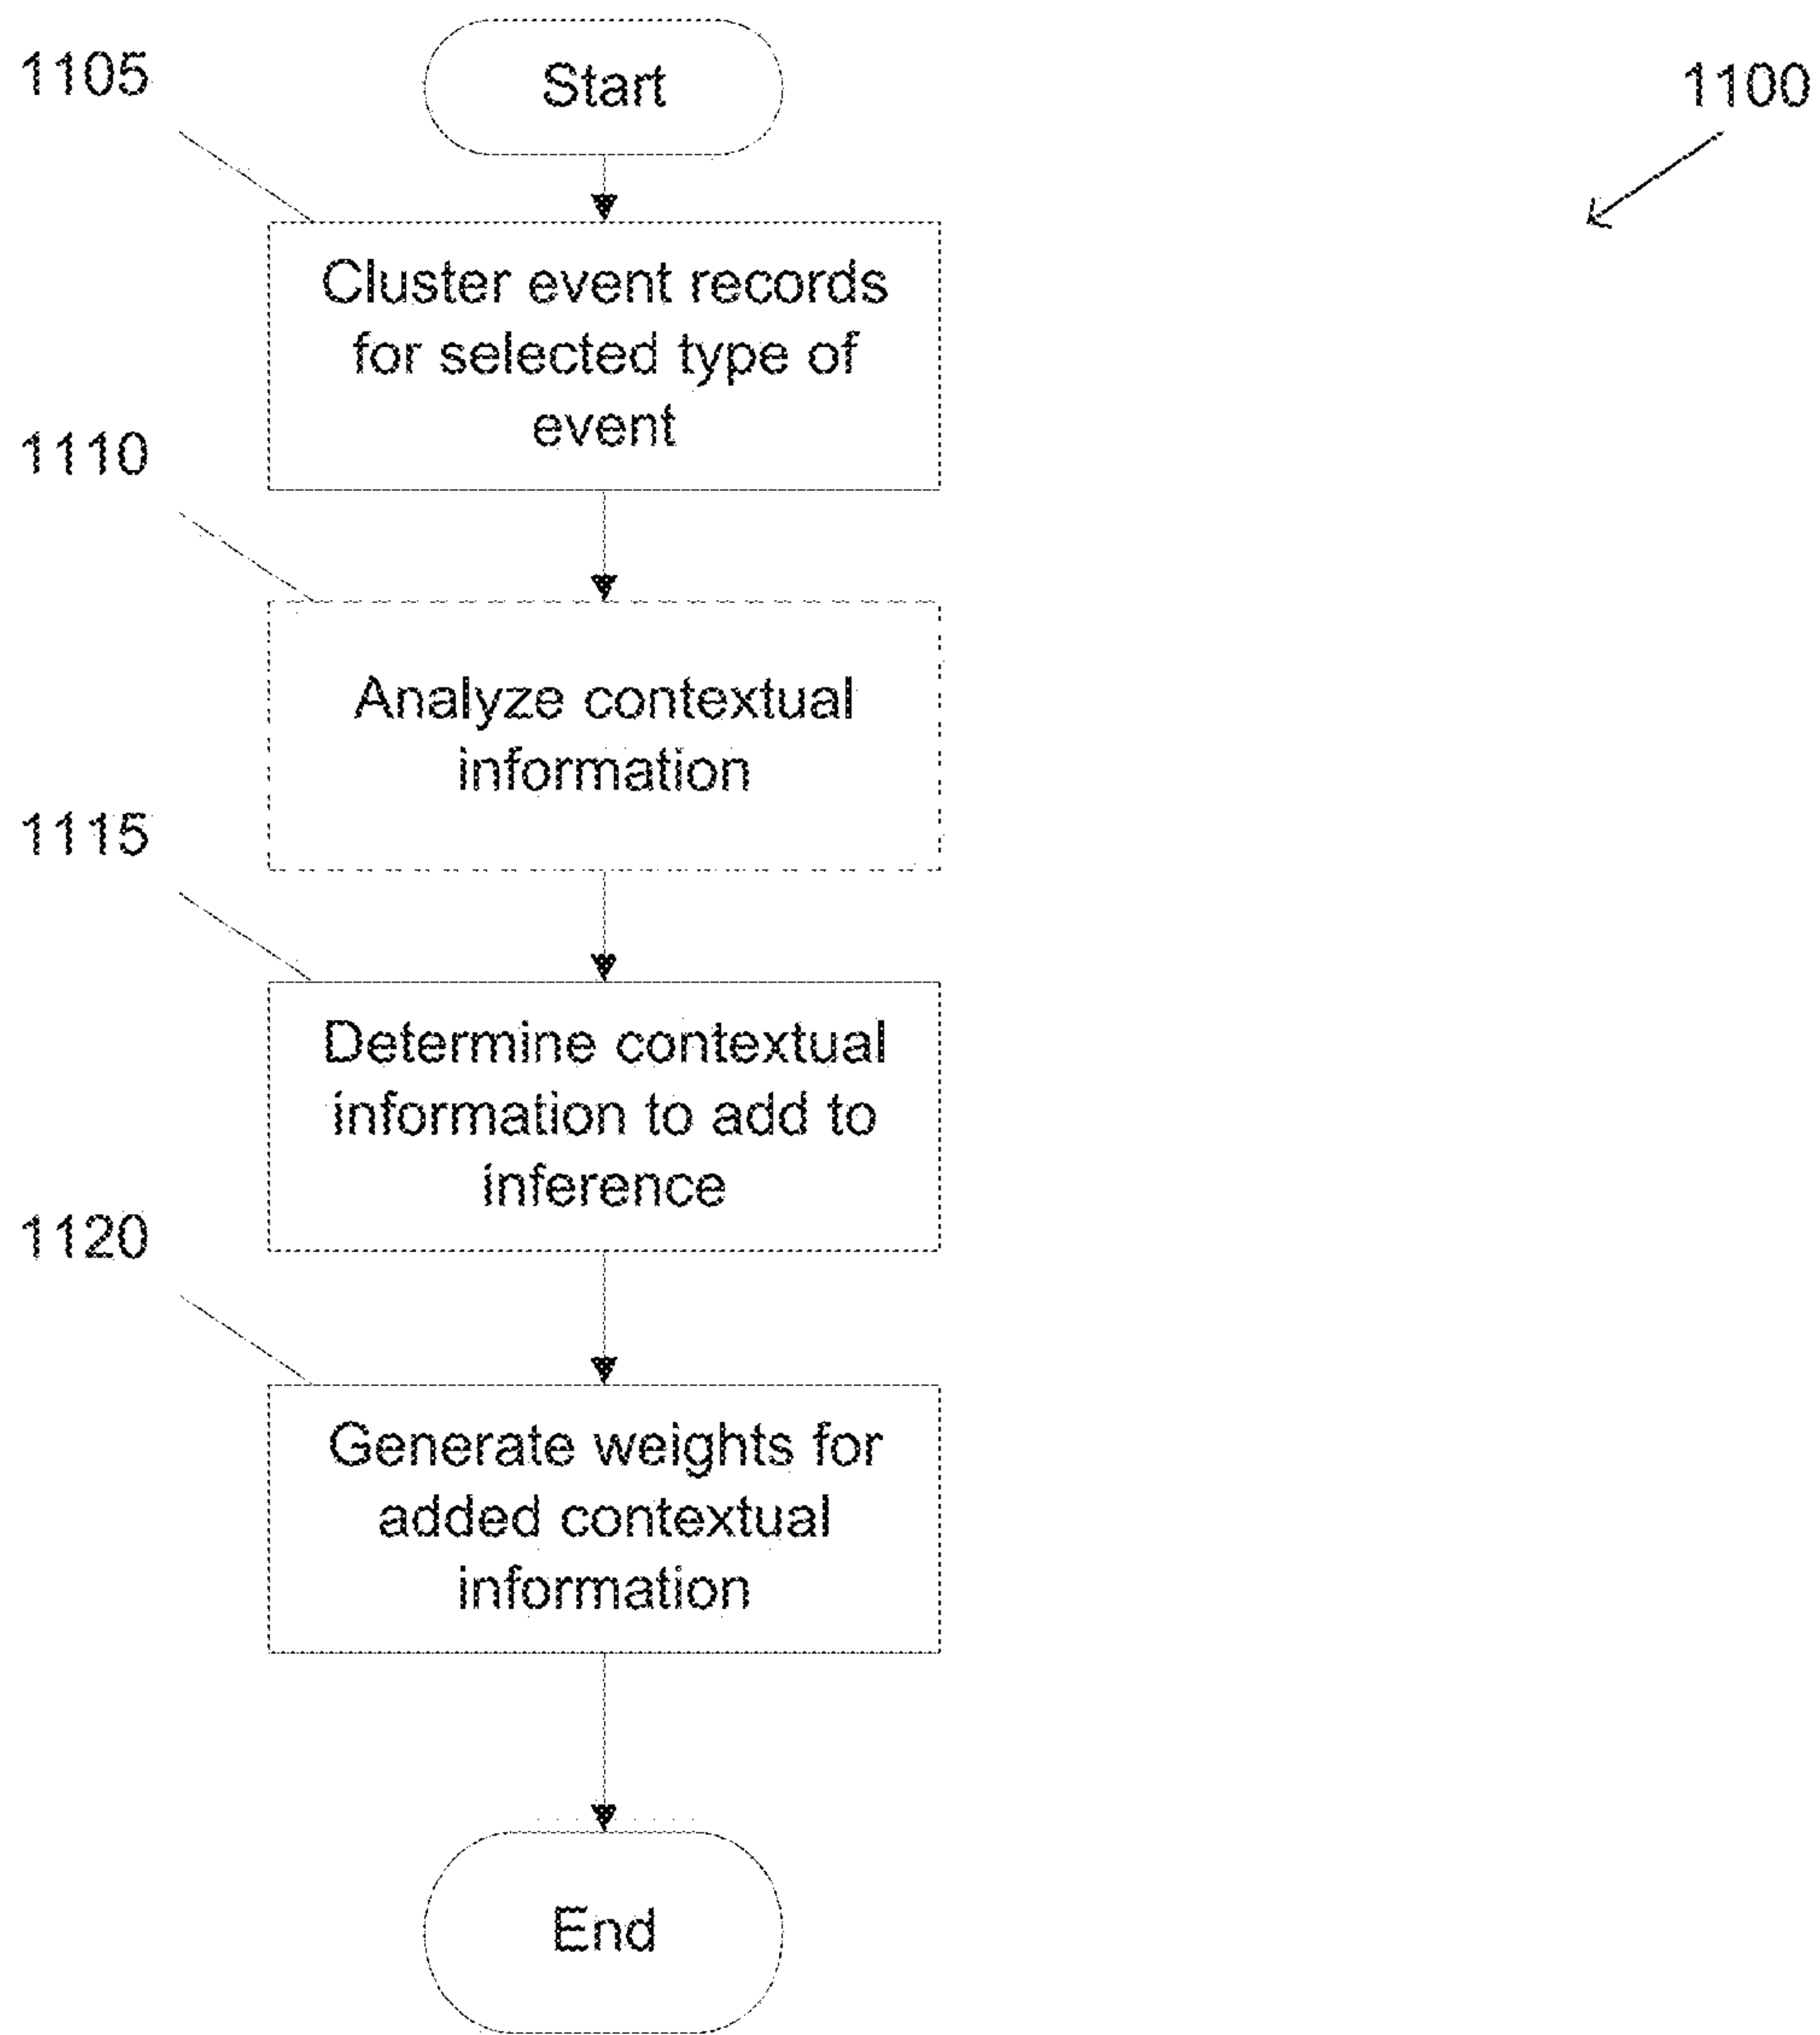 1105
Start
1100
Cluster event records
for selected type of
event
1110
Analyze contextual
information
1115
Determine contextual
information to add to
inference
1120
Generate weights for
added contextual
information
End